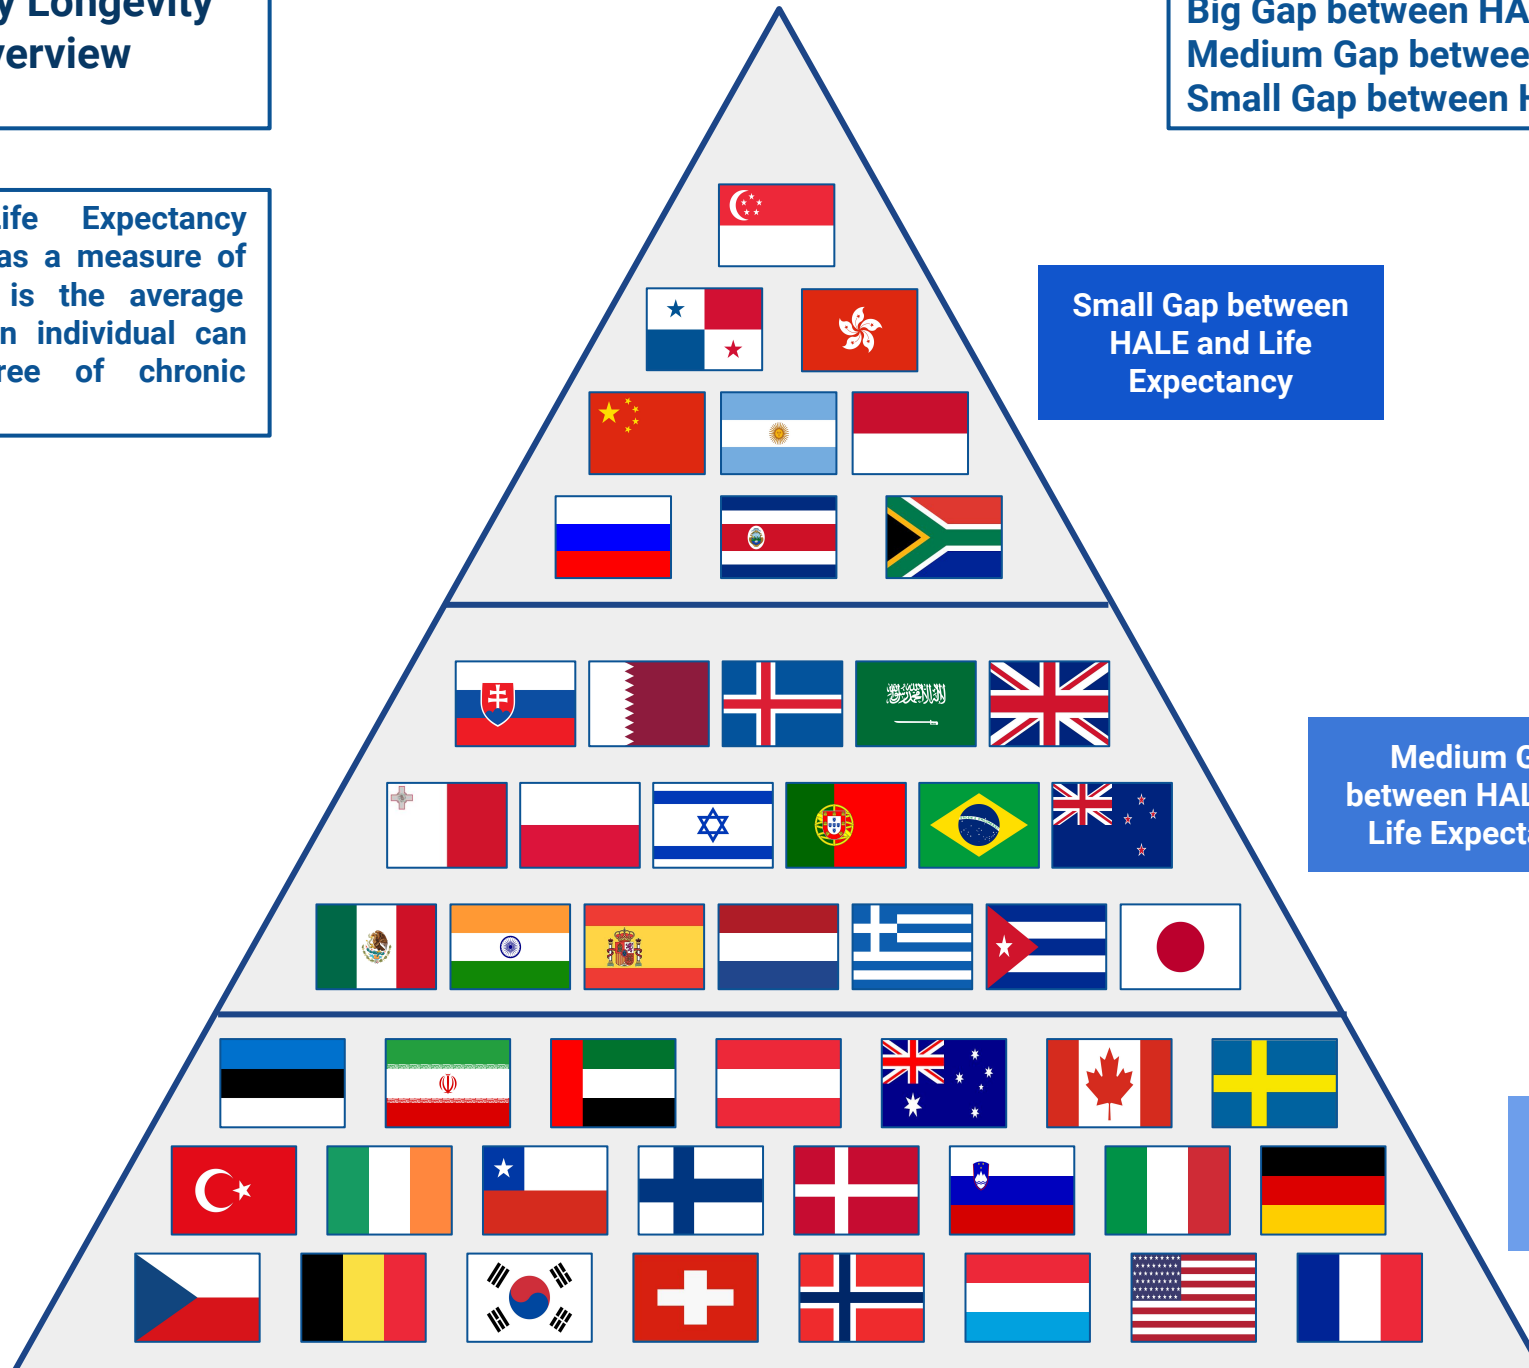 y Longevity
verview
Big Gap between HA
Medium Gap betwee
Small Gap between H
ife Expectancy
as a measure of
is the average
n individual can
ree of chronic
Small Gap between
HALE and Life
Expectancy
Medium G
between HAL
Life Expecta